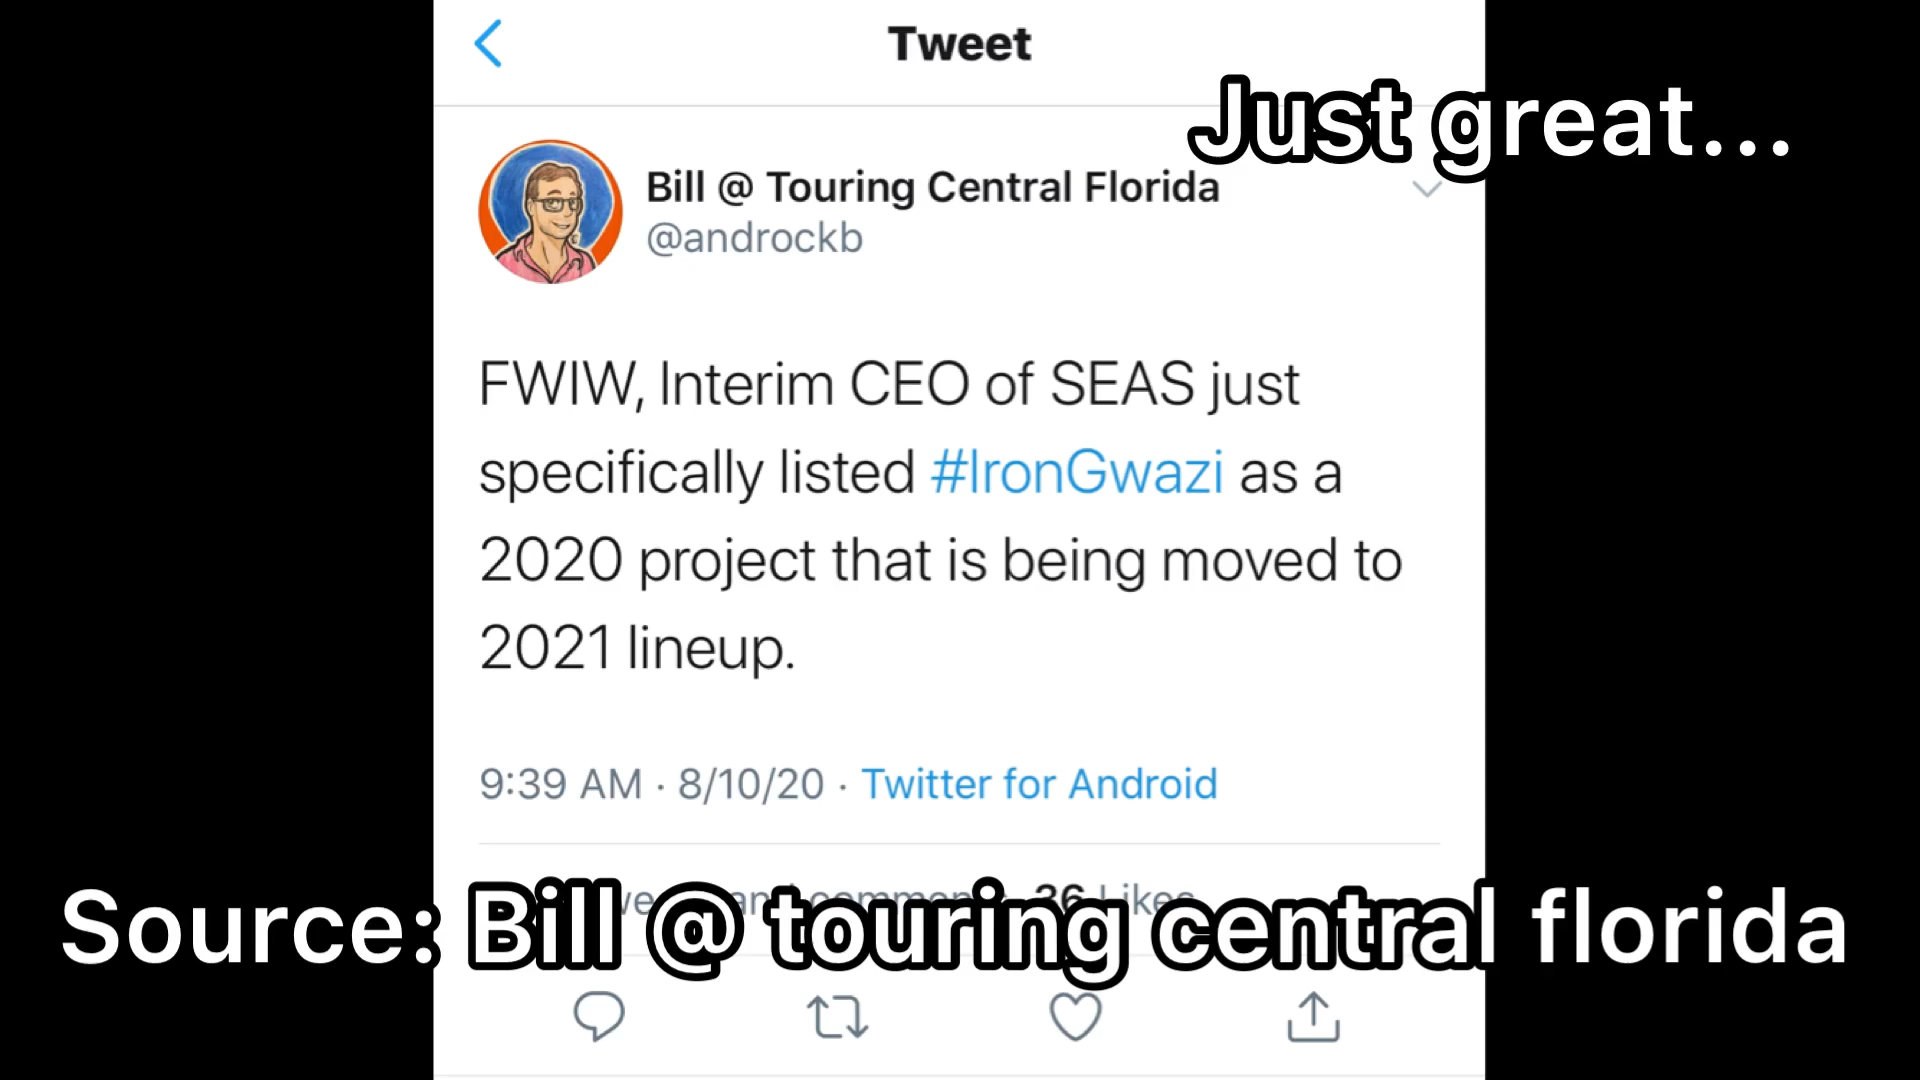 Tweet
Just great...
Bill @ Touring Central Florida
@androckb
FWIW, Interim CEO of SEAS just
specifically listed #IronGwazi as a
2020 project that is being moved to
2021 lineup.
9:39 AM · 8/10/20 · Twitter for Android
36 Likes
Source: Bill @ touring central florida